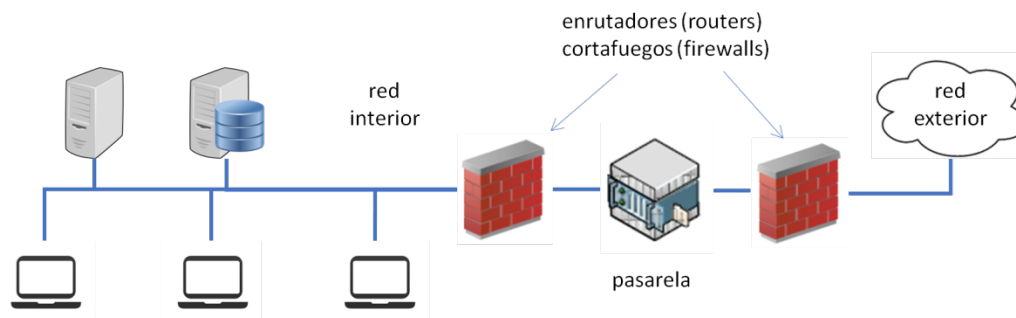 enrutadores (routers)
cortafuegos (firewalls)
red
interior
red
exterior
pasarela